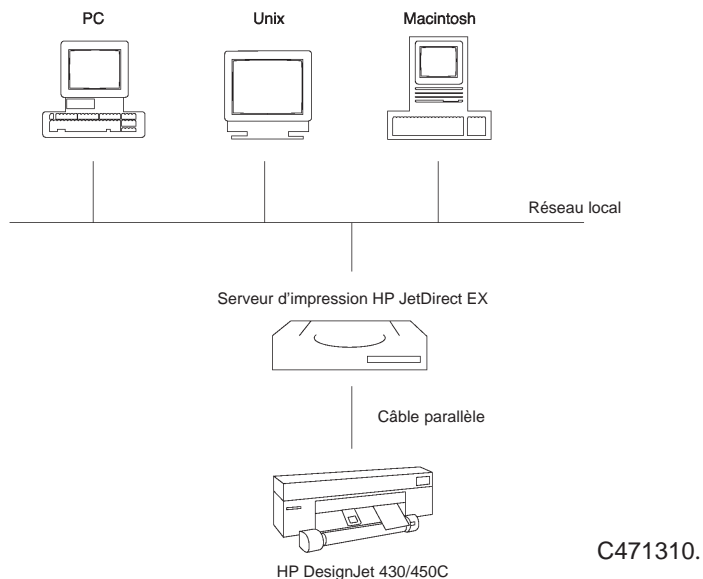 PC
Unix
Macintosh
Réseau local
Serveur d'impression HP JetDirect EX
Câble parallèle
HP DesignJet 430/450C
C471310.